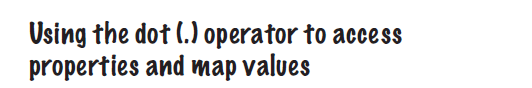 Using the dot (.) operator to access
properties and map values